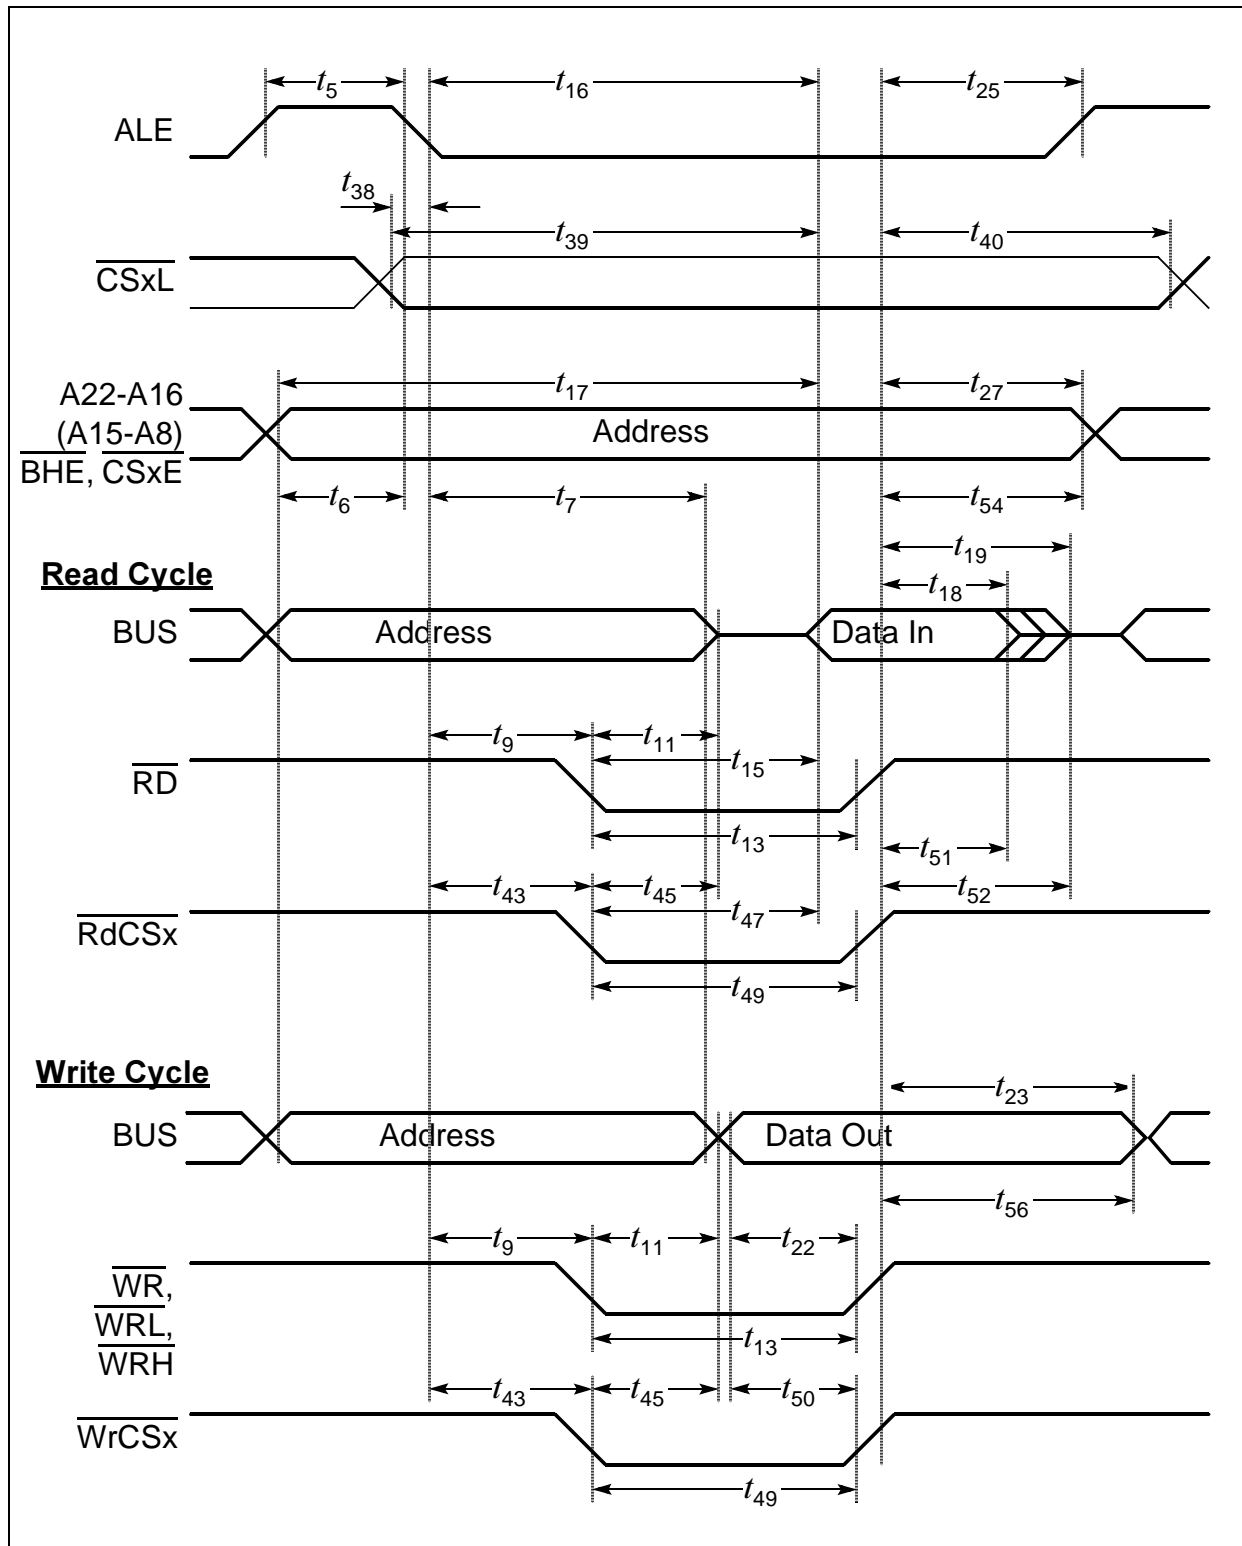 t5
t16
t25
ALE
t38
t39
t40
CSxL
A22-A16
(A15-A8)
BHE, CSxE
t17
t27
Address
t6
t7
t54
t19
Read Cycle
t18
BUS
Address
Data In
t9
t11
t15
RD
t13
t51
t43
t45
t52
t47
RdCSx
t49
Write Cycle
t23
BUS
Address
Data Out
t56
t9
t11
t22
WR,
WRL,
WRH
t13
t43
t45
t50
WrCSx
t49